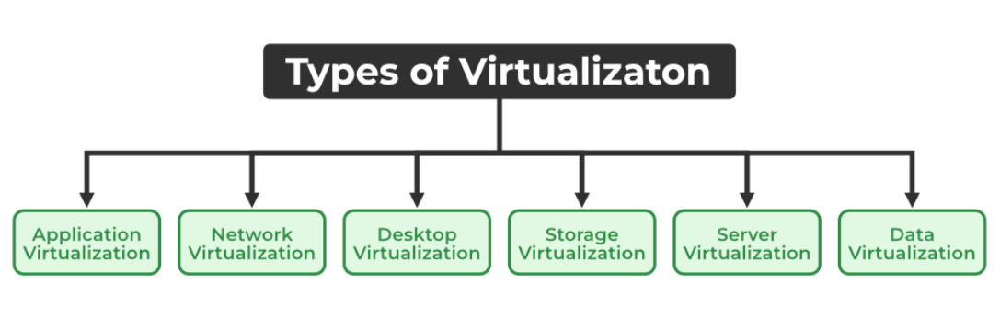 Types of Virtualizaton
Application
Virtualization
Network
Virtualization
Desktop
Virtualization
Storage
Virtualization
Server
Virtualization
Data
Virtualization